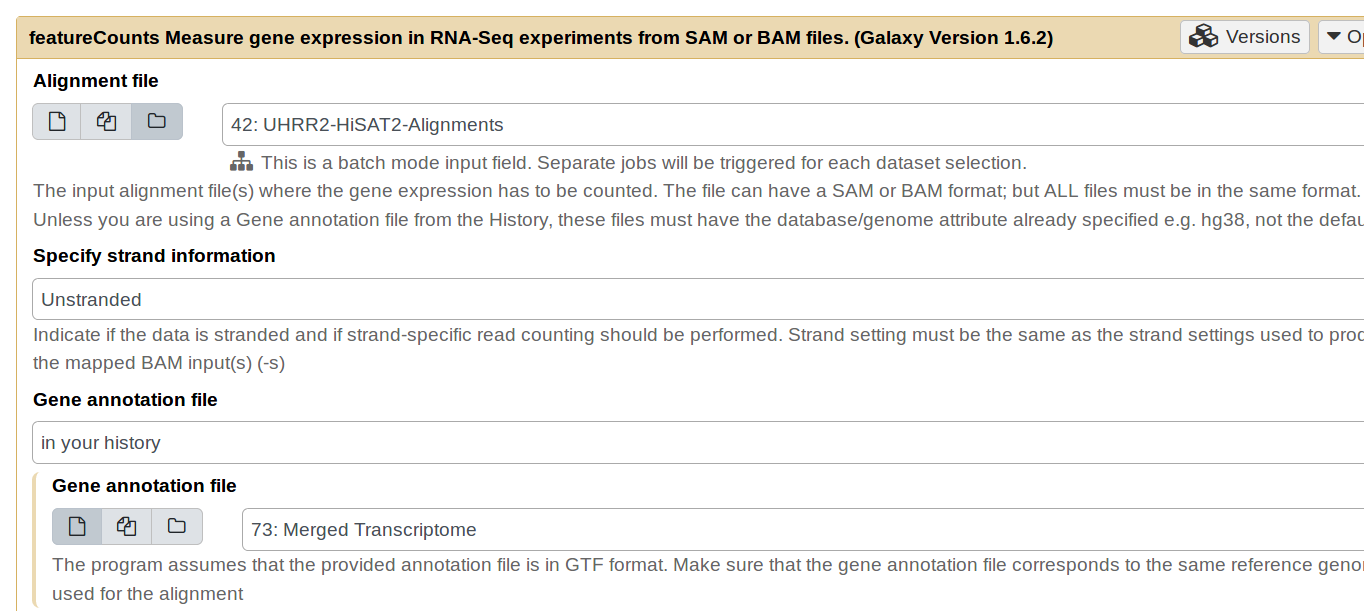 featureCounts Measure gene expression in RNA-Seq experiments from SAM or BAM files. (Galaxy Version 1.6.2) Versions
Alignment file
42: UHRR2-HiSAT2-Alignments
This is a batch mode input field. Separate jobs will be triggered for each dataset selection.
The input alignment file(s) where the gene expression has to be counted. The file can have a SAM or BAM format; but ALL files must be in the same format.
Unless you are using a Gene annotation file from the History, these files must have the database/genome attribute already specified e.g. hg38, not the
Specify strand information
Unstranded
Indicate if the data is stranded and if strand-specific read counting should be performed. Strand setting must be the same as the strand settings used to
the mapped BAM input(s) (-s)
Gene annotation file
in your history
Gene annotation file
73: Merged Transcriptome
The program assumes that the provided annotation file is in GTF format. Make sure that the gene annotation file corresponds to the same reference
used for the alignment